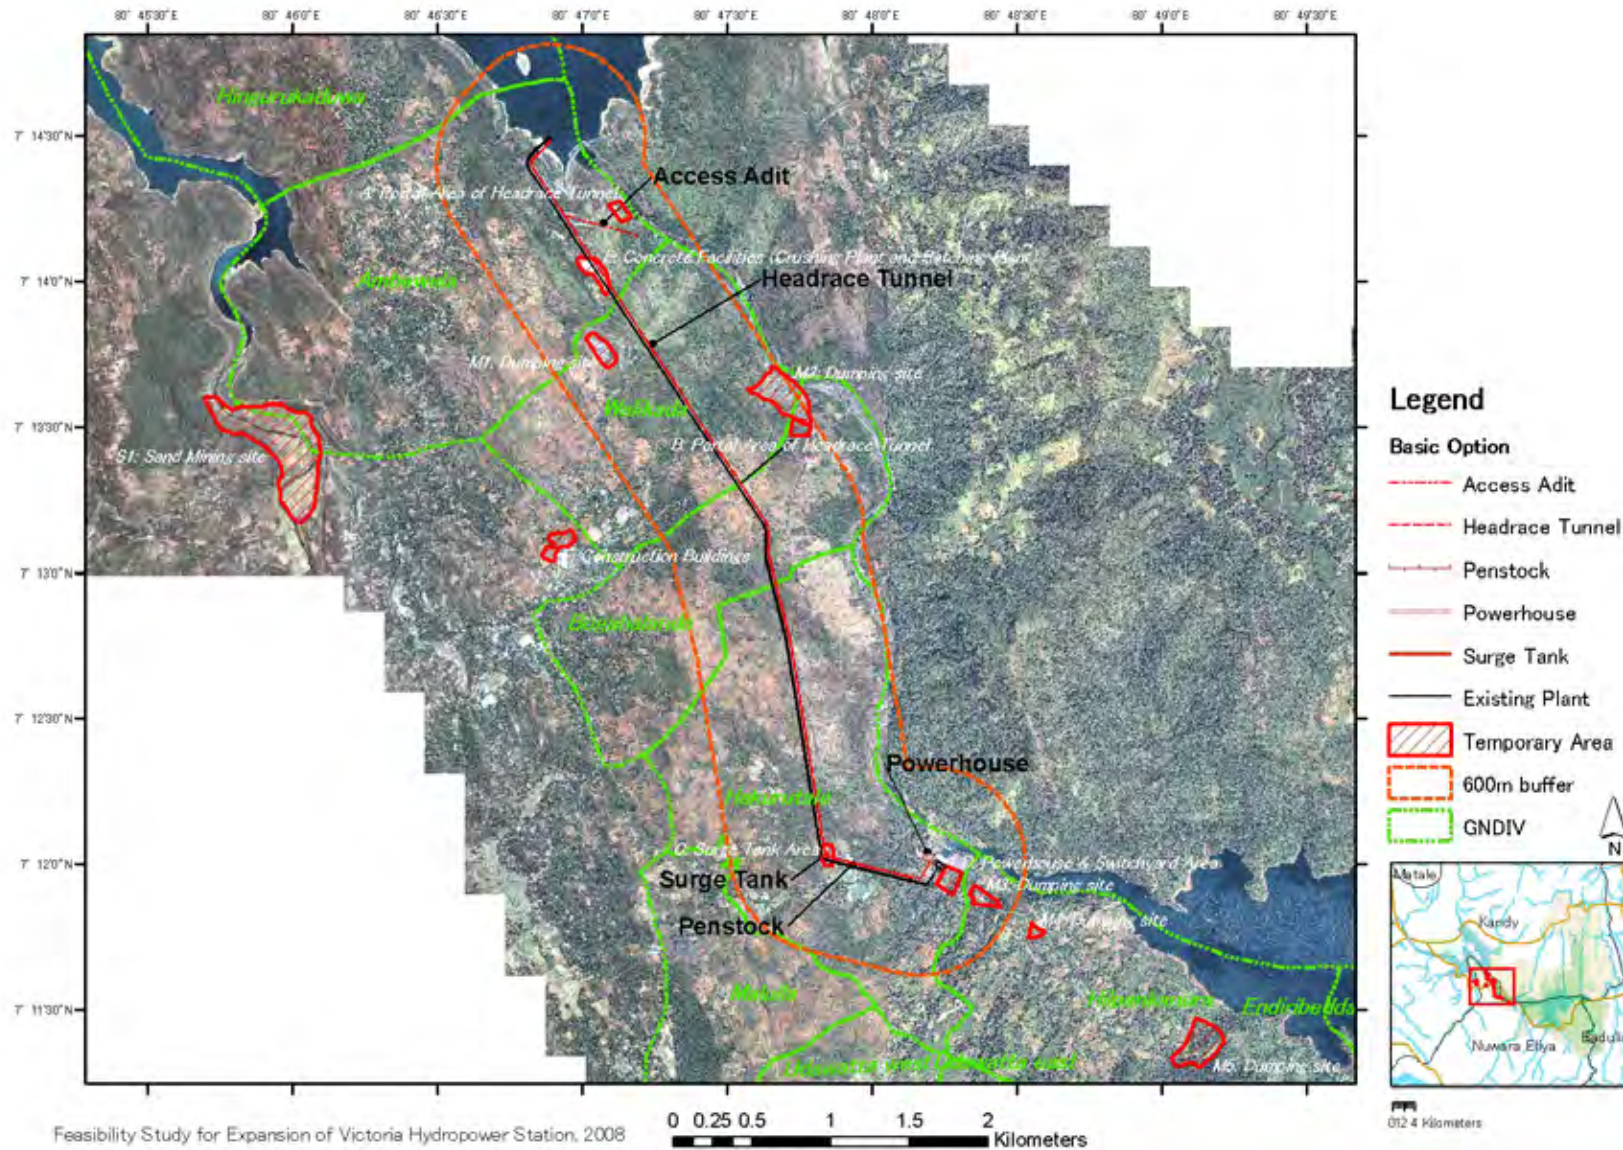 80° 45'30"E
80° 46'0"E
80° 46'30"E
80° 47'0"E
80° 47'30"E
80° 48'0"E
80° 48'30"E
80° 49'0"E
80° 49'30"E
7° 14'30"N
7° 14'0"N
7° 13'30"N
7° 13'0"N
7° 12'30"N
7° 12'0"N
7° 11'30"N
Hingurukaduwa
A: Portal Area of Headrace Tunnel
Access Adit
E: Concrete Facilities (Crushing Plant and Batching Plant
Headrace Tunnel
M1: Dumping site
M2: Dumping site
B: Portal Area of Headrace Tunnel
S1: Sand Mining site
Construction Buildings
Hakurutale
Powerhouse
C: Surge Tank Area
Powerhouse & Switchyard Area
Surge Tank
M3: Dumping site
Dumping site
Penstock
Endiribedda
M5: Dumping site
Legend
Basic Option
Access Adit
Headrace Tunnel
Penstock
Powerhouse
Surge Tank
Existing Plant
Temporary Area
600m buffer
GNDIV
N
Matale
Kandy
Nuwara Eliya
Badulla
012 4 Kilometers
0 0.25 0.5 1 1.5 2
Kilometers
Feasibility Study for Expansion of Victoria Hydropower Station, 2008